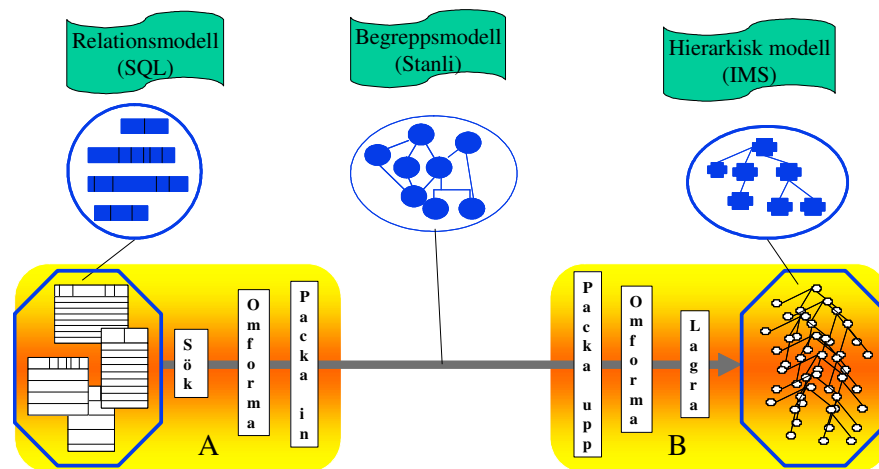 Relationsmodell
(SQL)
Begreppsmodell
(Stanli)
Hierarkisk modell
(IMS)
Sök
Omforma
Packa in
A
Packa upp
Omforma
Lagra
B